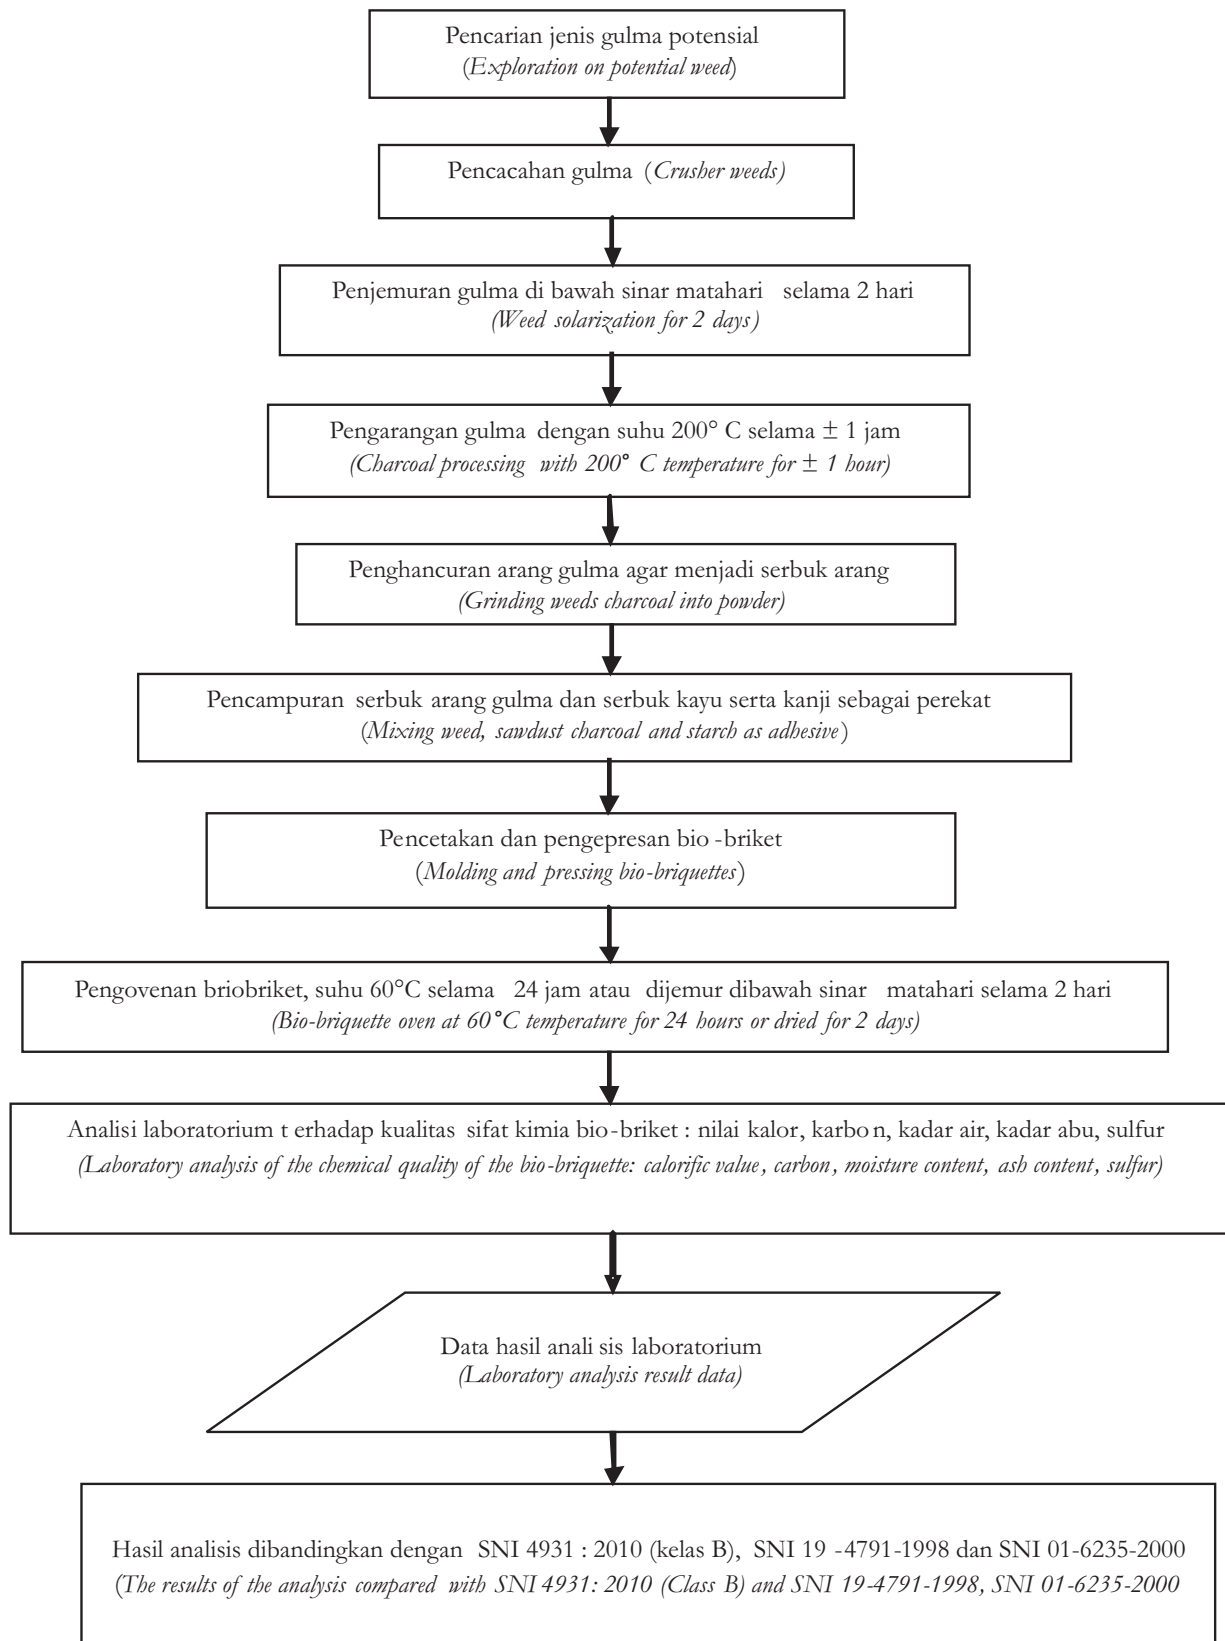 Pencarian jenis gulma potensial
(Exploration on potential weed)
Pencacahan gulma (Crusher weeds)
Penjemuran gulma di bawah sinar matahari selama 2 hari
(Weed solarization for 2 days)
Pengarangan gulma dengan suhu 200° C selama ± 1 jam
(Charcoal processing with 200° C temperature for ± 1 hour)
Penghancuran arang gulma agar menjadi serbuk arang
(Grinding weeds charcoal into powder)
Pencampuran serbuk arang gulma dan serbuk kayu serta kanji sebagai perekat
(Mixing weed, sawdust charcoal and starch as adhesive)
Pencetakan dan pengepresan bio -briket
(Molding and pressing bio-briquettes)
Pengovenan briobriket, suhu 60°C selama 24 jam atau dijemur dibawah sinar matahari selama 2 hari
(Bio-briquette oven at 60°C temperature for 24 hours or dried for 2 days)
Analisi laboratorium t erhadap kualitas sifat kimia bio-briket : nilai kalor, karbo n, kadar air, kadar abu, sulfur
(Laboratory analysis of the chemical quality of the bio-briquette: calorific value, carbon, moisture content, ash content, sulfur)
Data hasil anali sis laboratorium
(Laboratory analysis result data)
Hasil analisis dibandingkan dengan SNI 4931 : 2010 (kelas B), SNI 19 -4791-1998 dan SNI 01-6235-2000
(The results of the analysis compared with SNI 4931: 2010 (Class B) and SNI 19-4791-1998, SNI 01-6235-2000